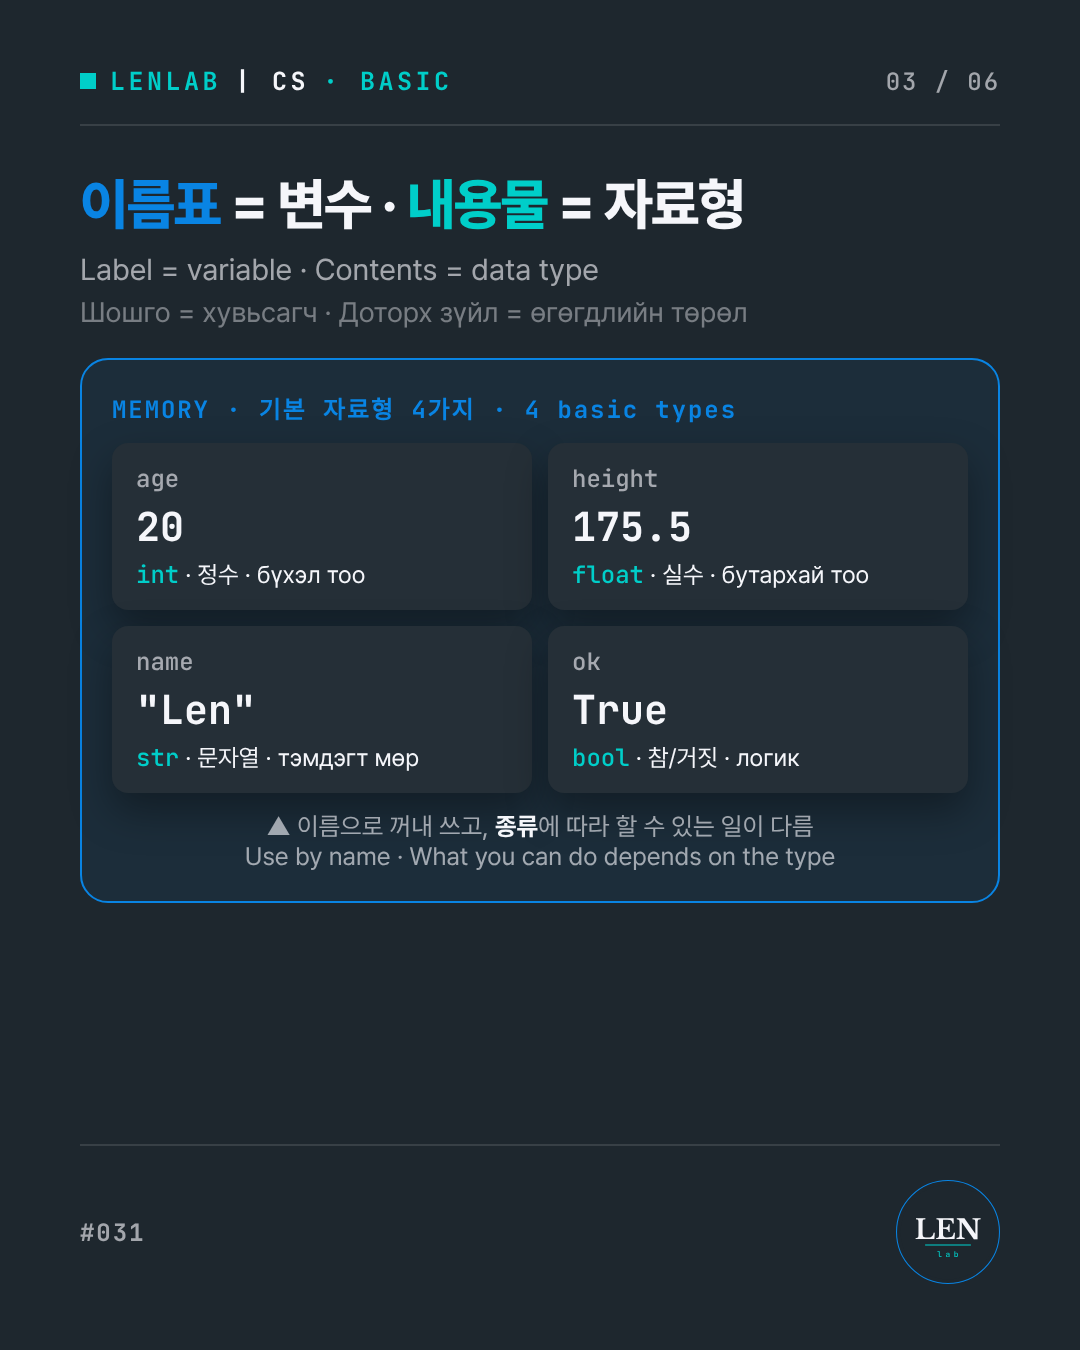 LENLAB | CS · BASIC
03 / 06
이름표 = 변수 · 내용물 = 자료형
Label = variable · Contents = data type
Шошго = хувьсагч · Доторх зүйл = өгөгдлийн төрөл
MEMORY · 기본 자료형 4가지 · 4 basic types
age
20
int · 정수 · бүхэл тоо
height
175.5
float · 실수 · бутархай тоо
name
"Len"
str · 문자열 · тэмдэгт мөр
ok
True
bool · 참/거짓 · логик
▲ 이름으로 꺼내 쓰고, 종류에 따라 할 수 있는 일이 다름
Use by name · What you can do depends on the type
#031
LEN
lab